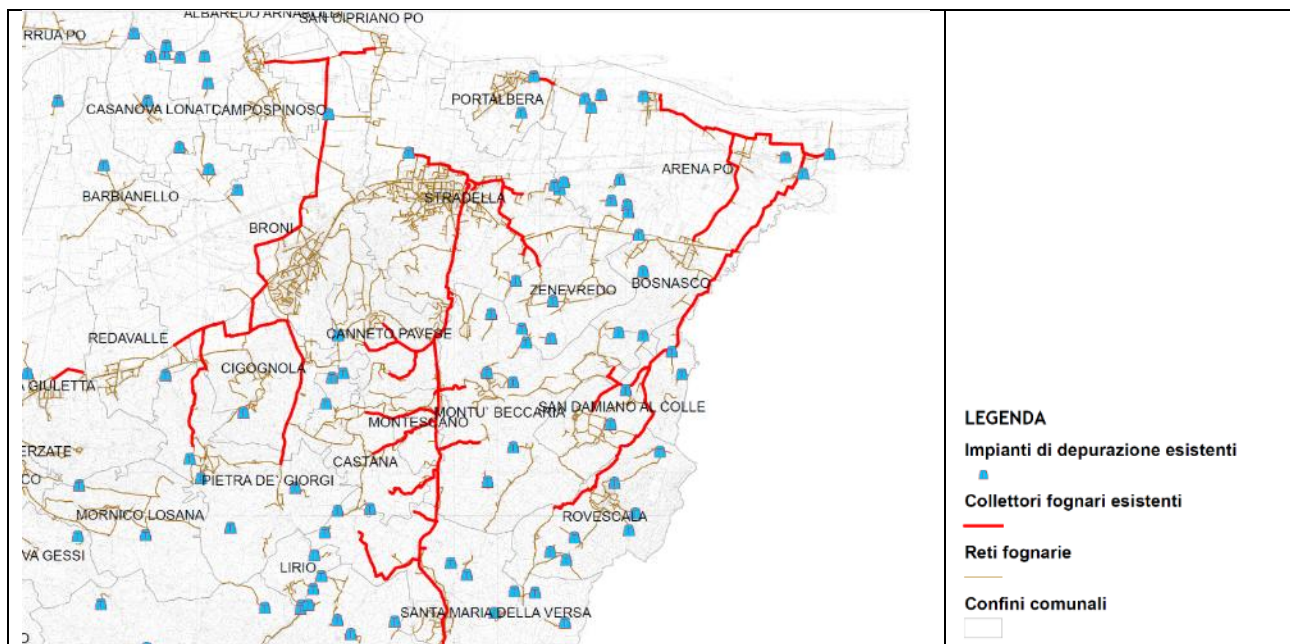 ALBAREDO ARNABOLDI
SAN CIPRIANO PO
RRUA PO
PORTALBERA
CASANOVA LONATI
CAMPOSPINOSO
ARENA PO
BARBIANELLO
STRADELLA
BRONI
BOSNASCO
ZENEVREDO
REDAVALLE
CANNETO PAVESE
CIGOGNOLA
A GIULETTA
MONTU` BECCARIA
SAN DAMIANO AL COLLE
MONTESCANO
ERZATE
CASTANA
CO
PIETRA DE` GIORGI
MORNICO LOSANA
ROVESCALA
VA GESSI
LIRIO
SANTA MARIA DELLA VERSA
O
LEGENDA
Impianti di depurazione esistenti
Collettori fognari esistenti
Reti fognarie
Confini comunali